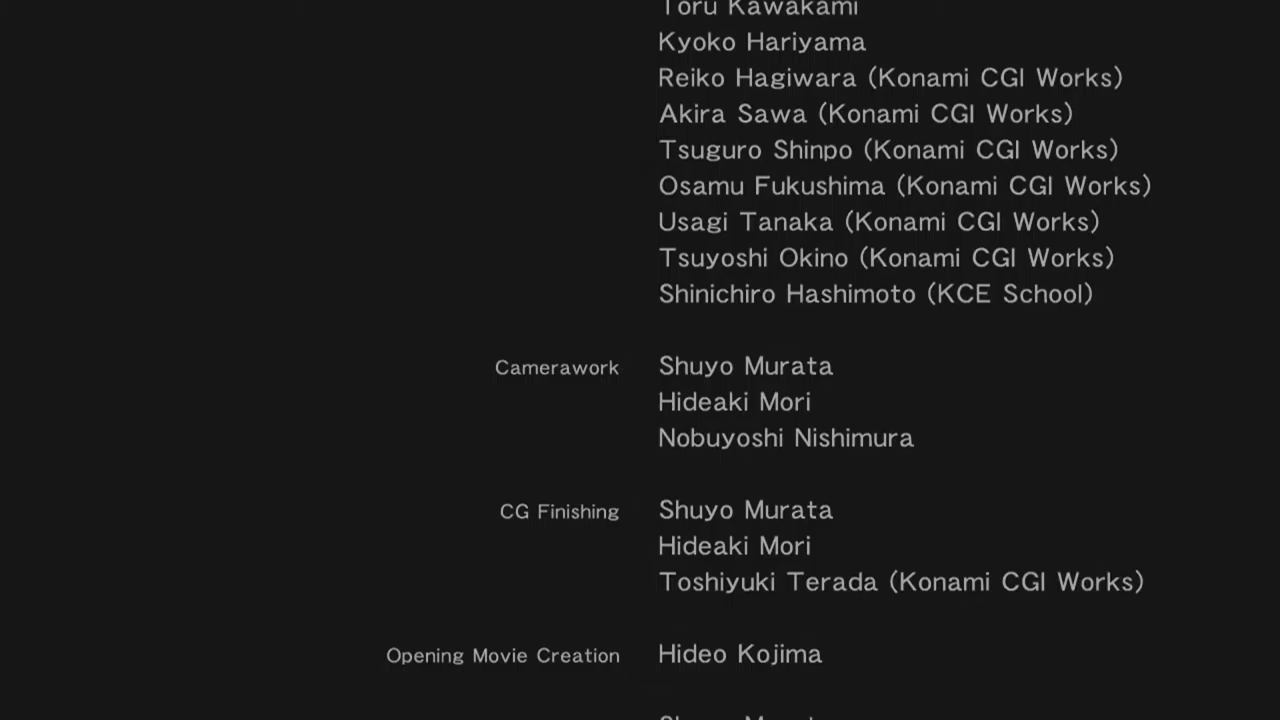 Toru Kawakami
Kyoko Hariyama
Reiko Hagiwara (Konami CGI Works)
Akira Sawa (Konami CGI Works)
Tsuguro Shinpo (Konami CGI Works)
Osamu Fukushima (Konami CGI Works)
Usagi Tanaka (Konami CGI Works)
Tsuyoshi Okino (Konami CGI Works)
Shinichiro Hashimoto (KCE School)
Camerawork Shuyo Murata
Hideaki Mori
Nobuyoshi Nishimura
CG Finishing Shuyo Murata
Hideaki Mori
Toshiyuki Terada (Konami CGI Works)
Opening Movie Creation Hideo Kojima